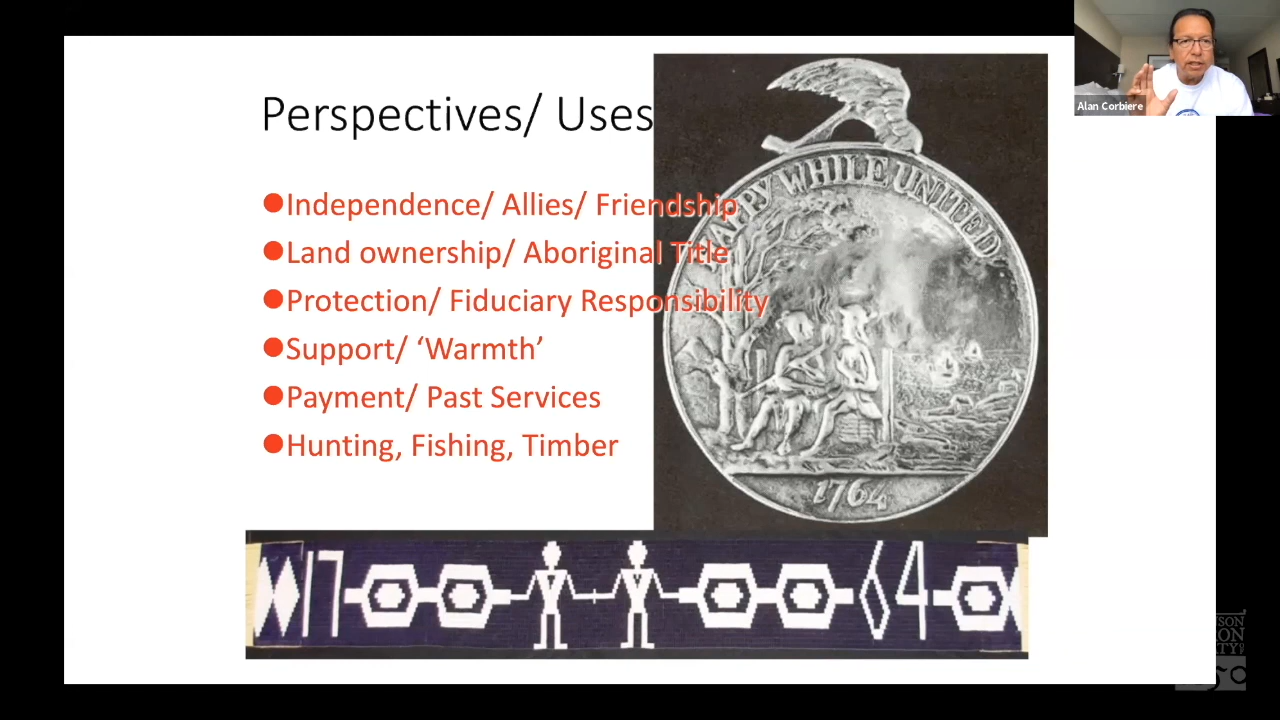 Perspectives/ Uses
Independence/ Allies/ Friendship
Land ownership/ Aboriginal Title
Protection/ Fiduciary Responsibility
Support/ ‘Warmth’
Payment/ Past Services
Hunting, Fishing, Timber
HAPPY WHILE UNITED
1764
17 64
Alan Corbiere